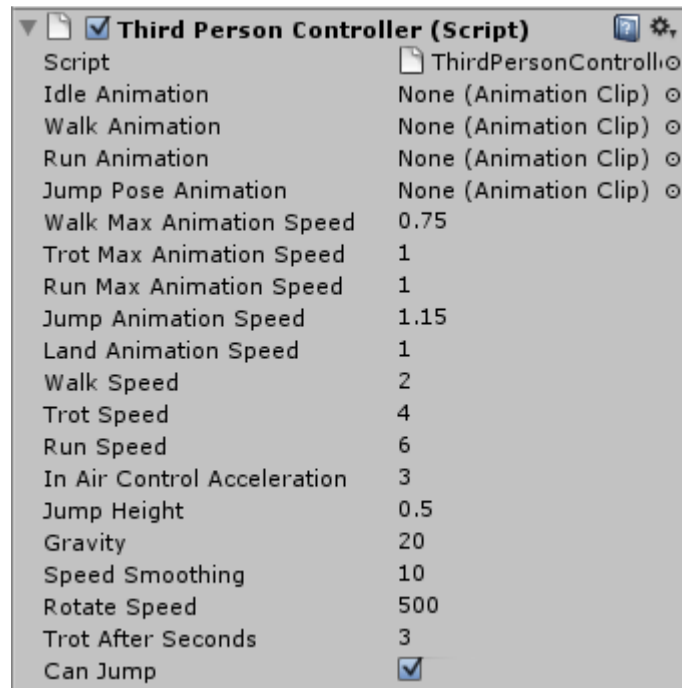 Third Person Controller (Script)
Script ThirdPersonControll
Idle Animation None (Animation Clip)
Walk Animation None (Animation Clip)
Run Animation None (Animation Clip)
Jump Pose Animation None (Animation Clip)
Walk Max Animation Speed 0.75
Trot Max Animation Speed 1
Run Max Animation Speed 1
Jump Animation Speed 1.15
Land Animation Speed 1
Walk Speed 2
Trot Speed 4
Run Speed 6
In Air Control Acceleration 3
Jump Height 0.5
Gravity 20
Speed Smoothing 10
Rotate Speed 500
Trot After Seconds 3
Can Jump